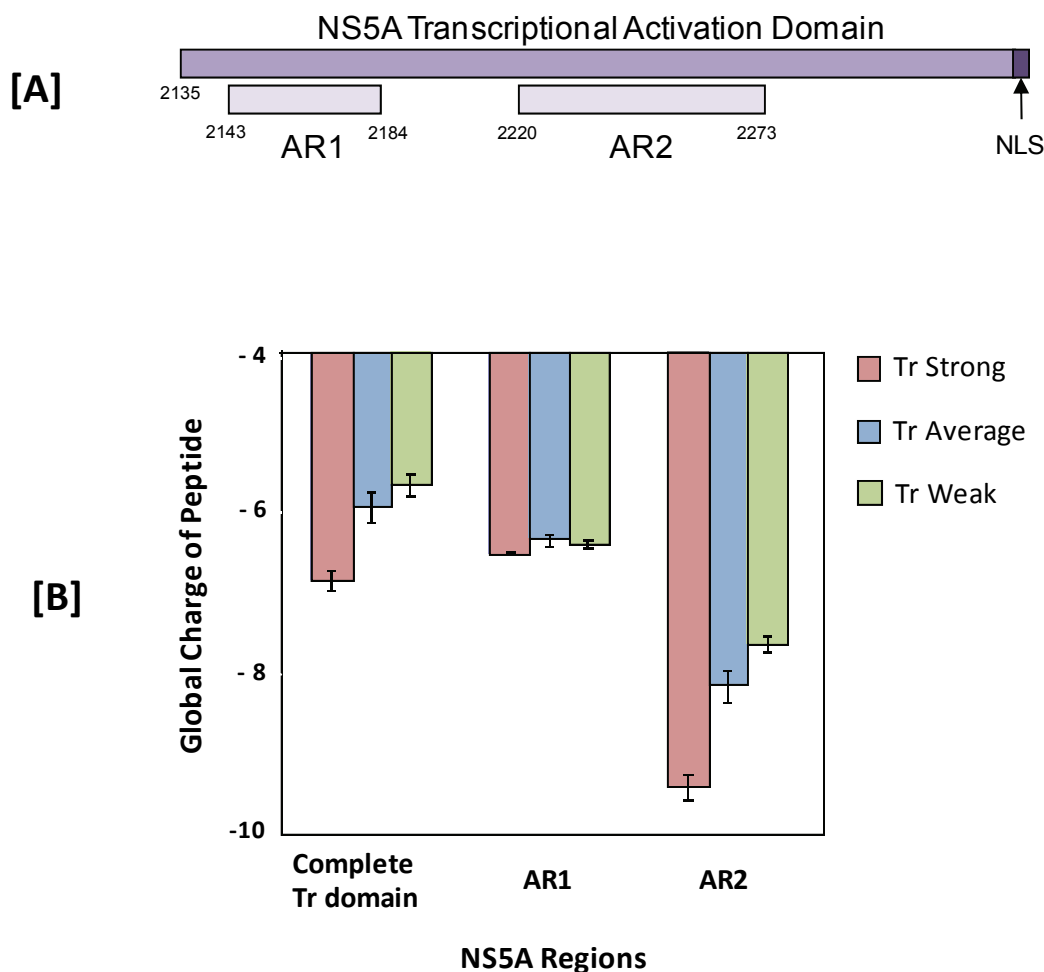 NS5A Transcriptional Activation Domain
[A]
2135
2143
2184
2220
2273
AR1
AR2
NLS
- 4
- 6
- 8
-10
Global Charge of Peptide
[B]
Tr Strong
Tr Average
Tr Weak
Complete
Tr domain
AR1
AR2
NS5A Regions